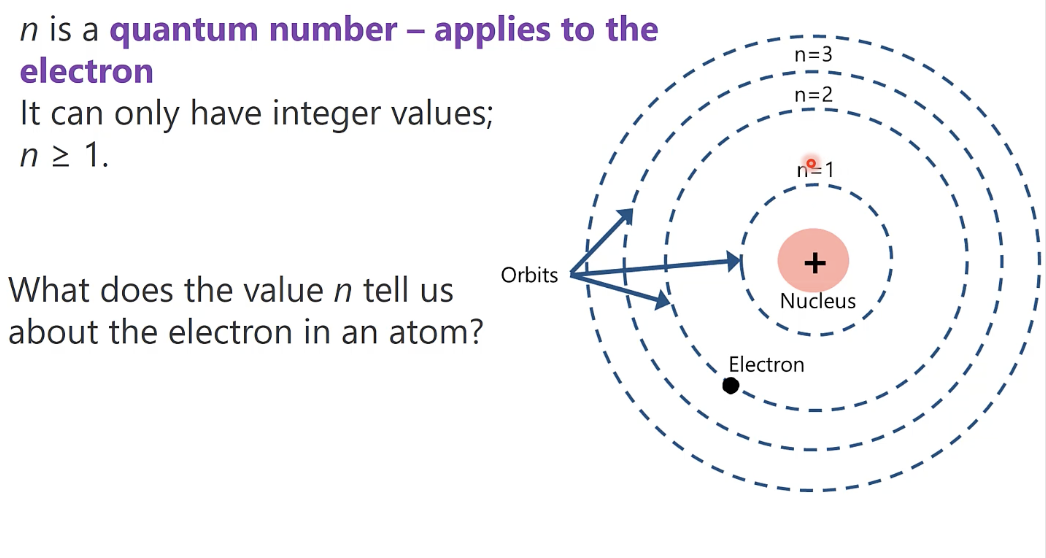 n is a quantum number – applies to the
electron
It can only have integer values;
n ≥ 1.
What does the value n tell us
about the electron in an atom?
n=3
n=2
n=1
Orbits
+
Nucleus
Electron